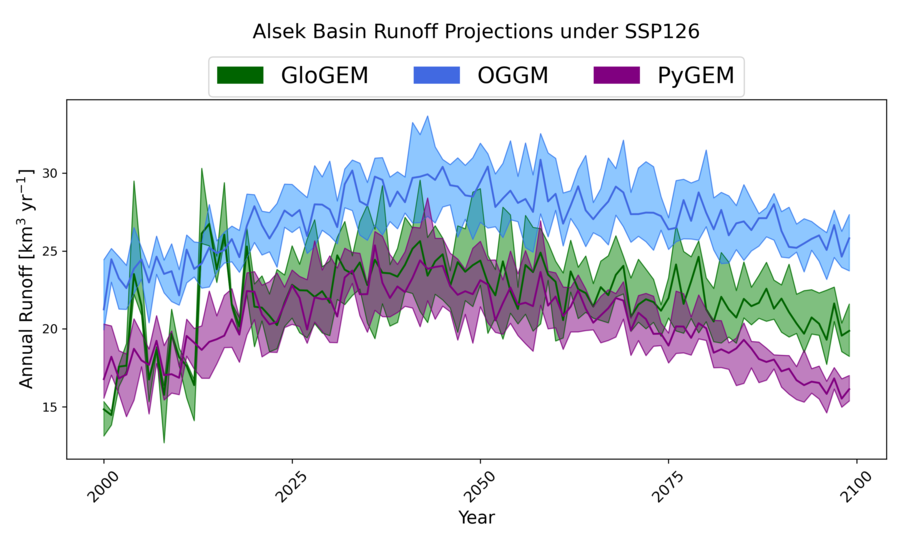 Alsek Basin Runoff Projections under SSP126
GloGEM OGGM PyGEM
Annual Runoff [km³ yr⁻¹]
30
25
20
15
2000 2025 2050 2075 2100
Year